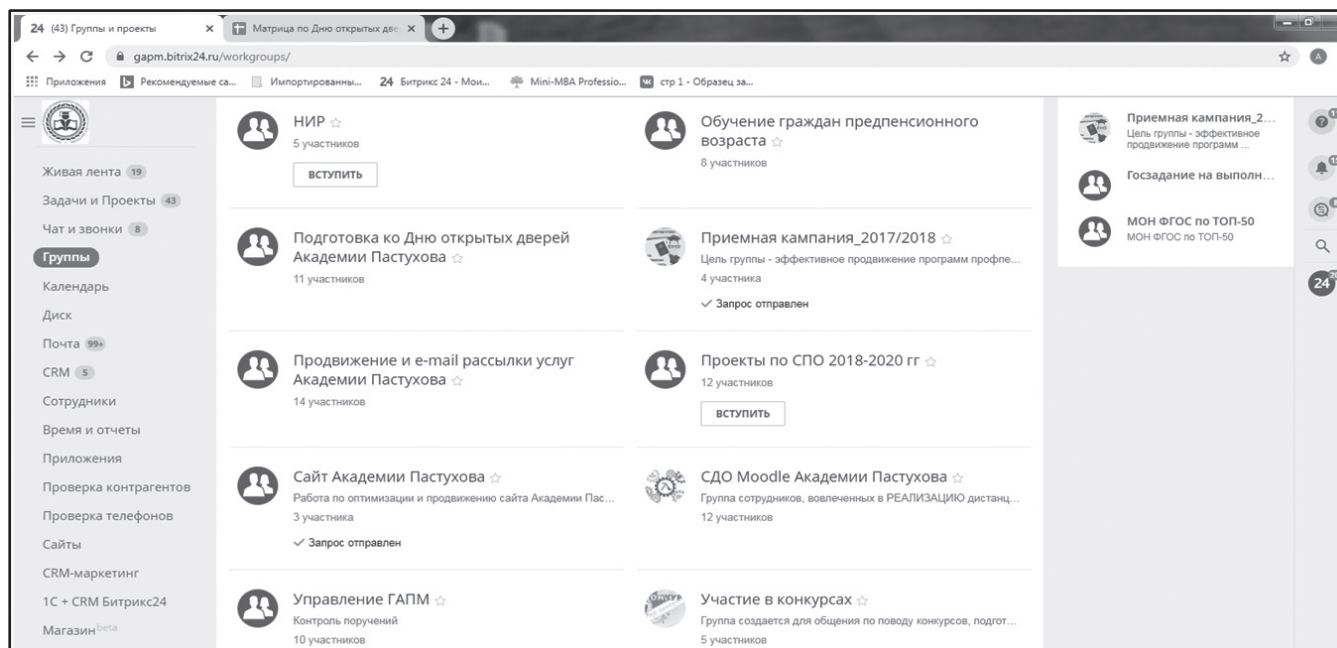 24 (43) Группы и проекты
Матрица по Дню открытых две
gapm.bitrix24.ru/workgroups/
Приложения
Рекомендуемые са...
Импортированны...
24 Битрикс 24 - Мои...
Mini-MBA Professio...
стр 1 - Образец за...
Живая лента 19
Задачи и Проекты 43
Чат и звонки 8
Группы
Календарь
Диск
Почта 99+
CRM 5
Сотрудники
Время и отчеты
Приложения
Проверка контрагентов
Проверка телефонов
Сайты
CRM-маркетинг
1С + CRM Битрикс24
Магазин beta
НИР
5 участников
ВСТУПИТЬ
Обучение граждан предпенсионного
возраста
8 участников
Подготовка ко Дню открытых дверей
Академии Пастухова
11 участников
Приемная кампания_2017/2018
Цель группы - эффективное продвижение программ профпе...
4 участника
Запрос отправлен
Продвижение и e-mail рассылки услуг
Академии Пастухова
14 участников
Проекты по СПО 2018-2020 гг
12 участников
ВСТУПИТЬ
Сайт Академии Пастухова
Работа по оптимизации и продвижению сайта Академии Пас...
3 участника
Запрос отправлен
СДО Moodle Академии Пастухова
Группа сотрудников, вовлеченных в РЕАЛИЗАЦИЮ дистанц...
12 участников
Управление ГАПМ
Контроль поручений
10 участников
Участие в конкурсах
Группа создается для общения по поводу конкурсов, подгот...
5 участников
Приемная кампания_2...
Цель группы - эффективное
продвижение программ ...
Госзадание на выполн...
МОН ФГОС по ТОП-50
МОН ФГОС по ТОП-50
A
24